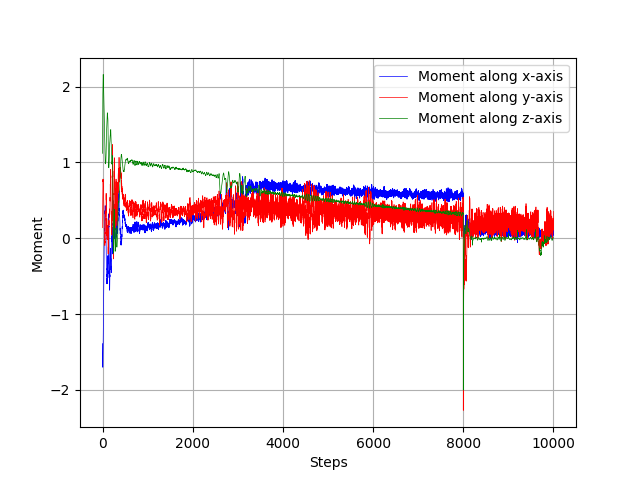 Moment along x-axis
Moment along y-axis
Moment along z-axis
2
1
0
−1
−2
Moment
0
2000
4000
6000
8000
10000
Steps